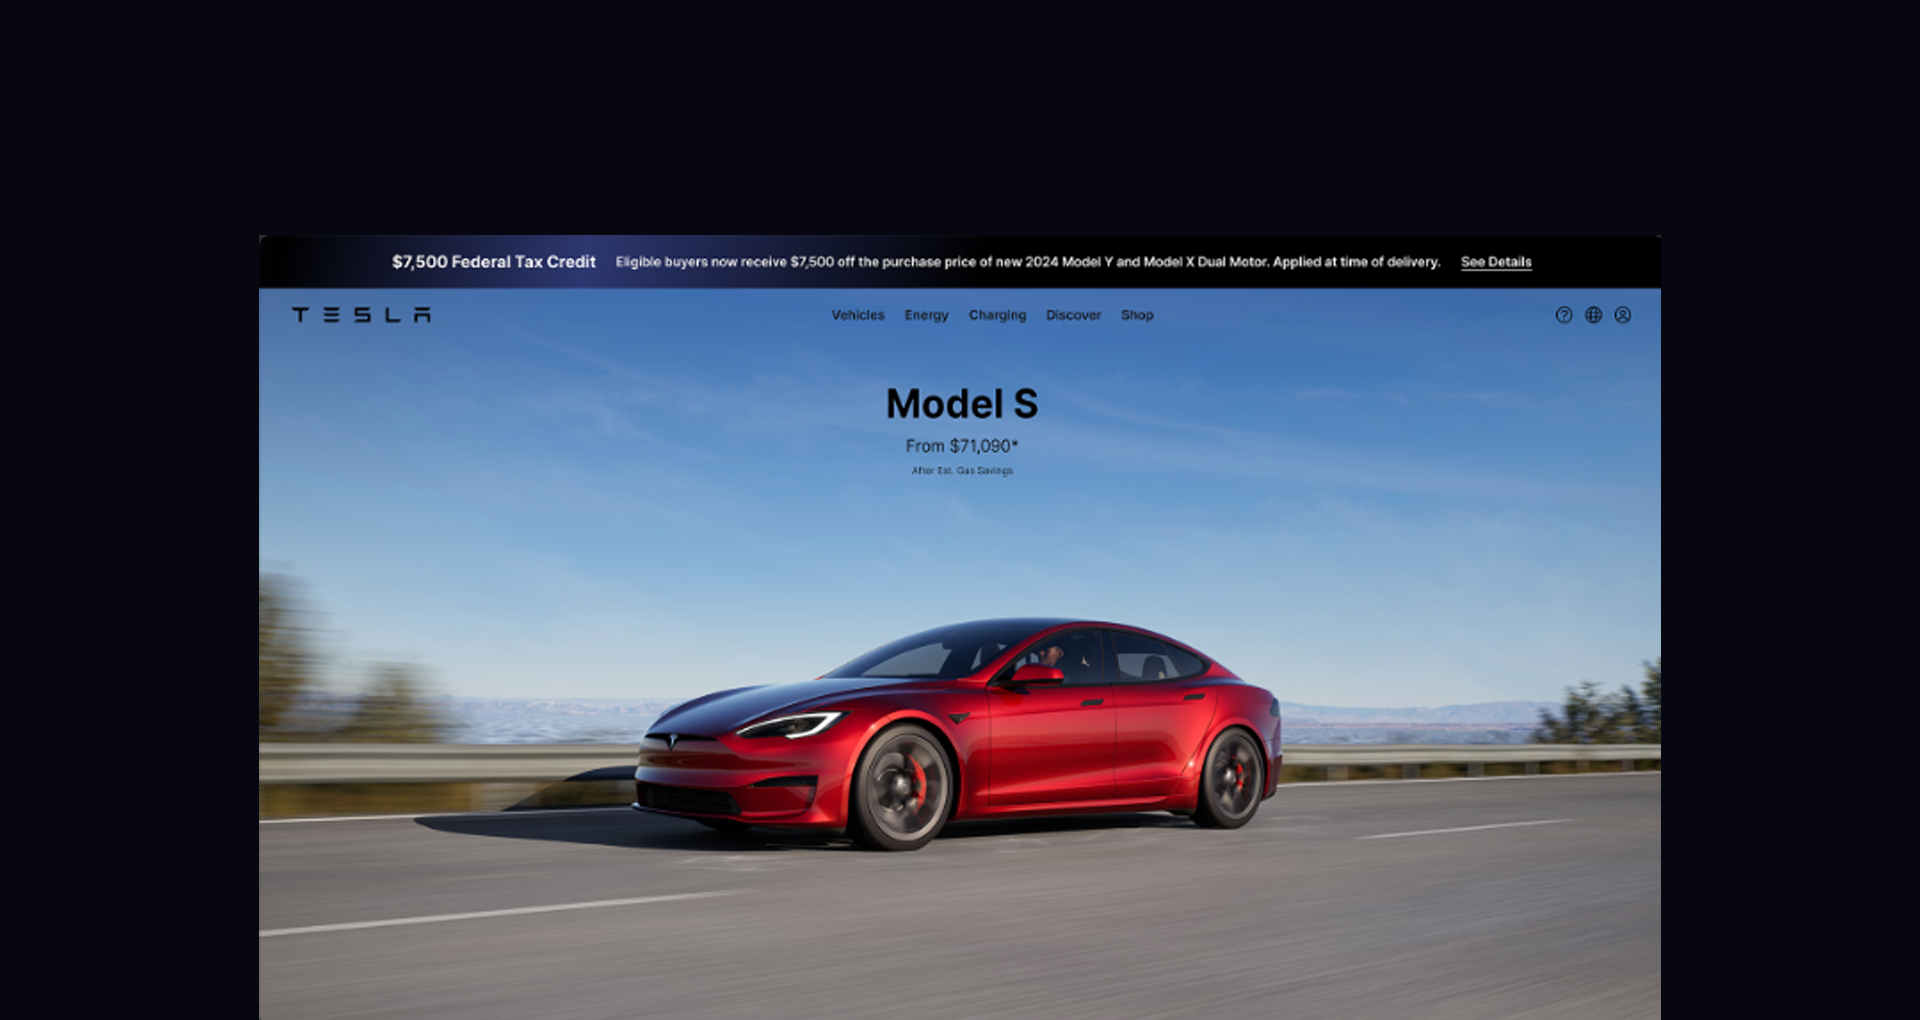 $7,500 Federal Tax Credit Eligible buyers now receive $7,500 off the purchase price of new 2024 Model Y and Model X Dual Motor. Applied at time of delivery. See Details
TESLA Vehicles Energy Charging Discover Shop
Model S
From $71,090*
After Est. Gas Savings